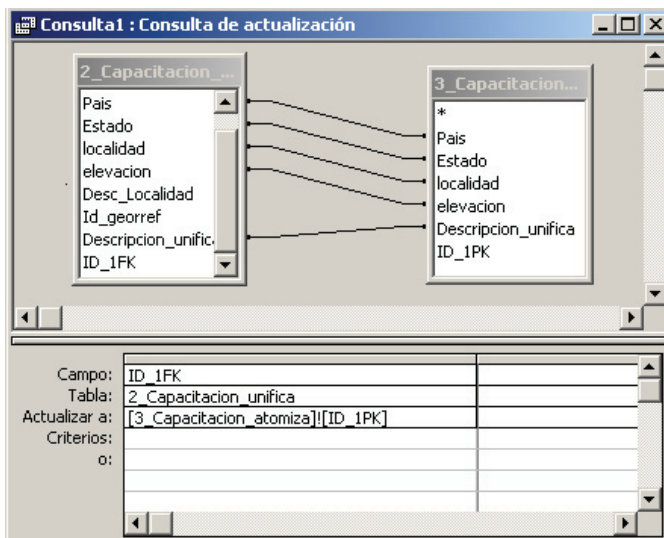 Consulta1 : Consulta de actualización
2_Capacitacion_...
Pais
Estado
localidad
elevacion
Desc_Localidad
Id_georref
Descripcion_unific
ID_1FK
3_Capacitacion...
*
Pais
Estado
localidad
elevacion
Descripcion_unifica
ID_1PK
Campo: ID_1FK
Tabla: 2_Capacitacion_unifica
Actualizar a: [3_Capacitacion_atomiza]![ID_1PK]
Criterios:
o: